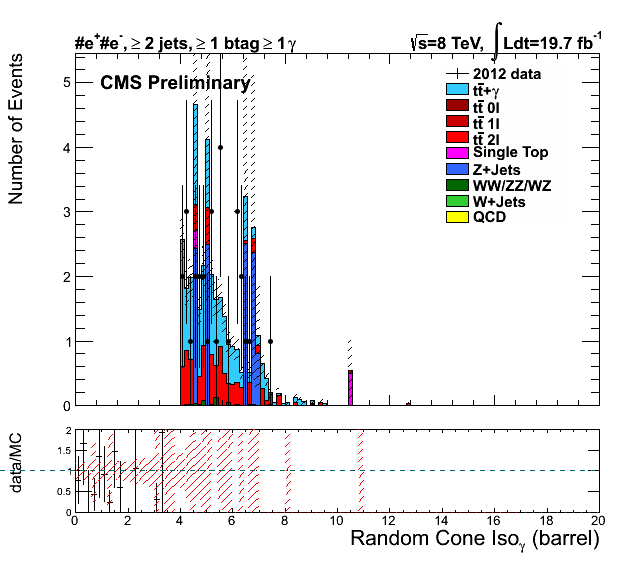 #e⁺#e⁻, ≥ 2 jets, ≥ 1 btag ≥ 1 γ
√s=8 TeV, ∫ Ldt=19.7 fb⁻¹
CMS Preliminary
2012 data
tt̄+γ
tt̄ 0l
tt̄ 1l
tt̄ 2l
Single Top
Z+Jets
WW/ZZ/WZ
W+Jets
QCD
Number of Events
5
4
3
2
1
0
data/MC
2
1.5
1
0.5
0
0 2 4 6 8 10 12 14 16 18 20
Random Cone Isoᵧ (barrel)